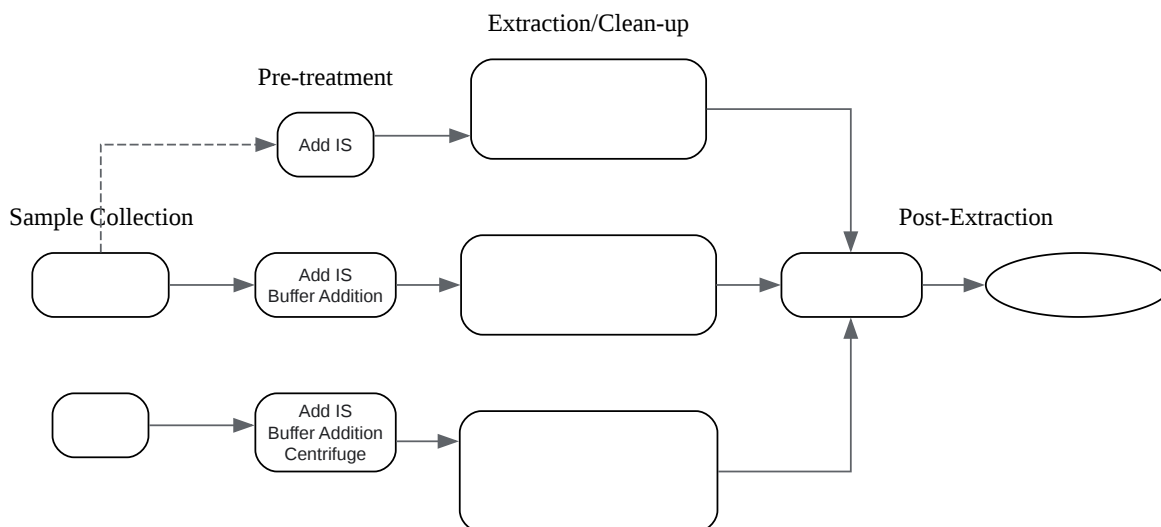 Extraction/Clean-up
Pre-treatment
Add IS
Sample Collection
Post-Extraction
Add IS
Buffer Addition
Add IS
Buffer Addition
Centrifuge